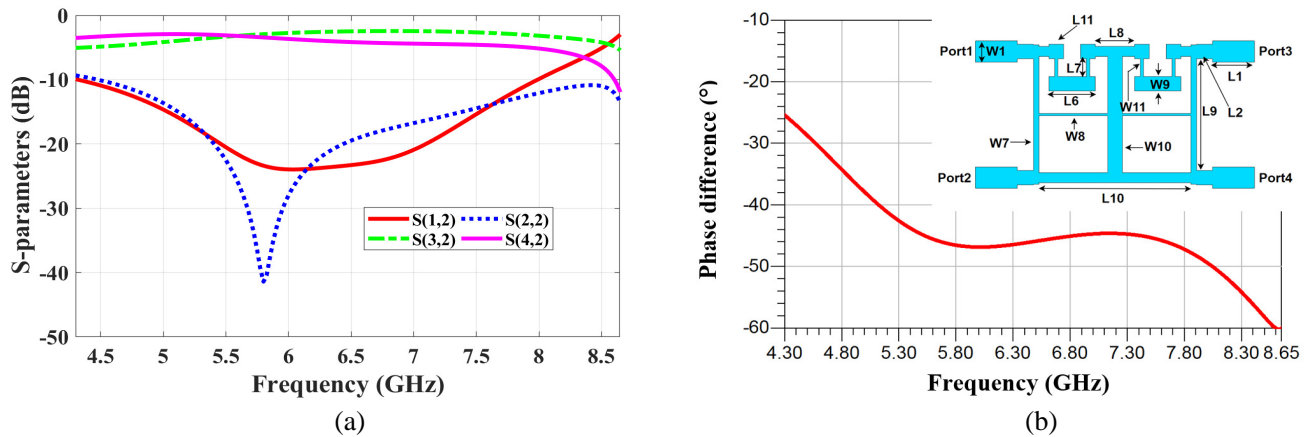 0
-10
-20
-30
-40
-50
S-parameters (dB)
S(1,2) S(2,2)
S(3,2) S(4,2)
4.5 5 5.5 6 6.5 7 7.5 8 8.5
Frequency (GHz)
(a)
-10
-20
-30
-40
-50
-60
Phase difference (°)
L11
L8
Port1 W1 Port3
L7 L1
W9
L6 W11 L9 L2
W8
W7 W10
Port2 Port4
L10
4.30 4.80 5.30 5.80 6.30 6.80 7.30 7.80 8.30 8.65
Frequency (GHz)
(b)